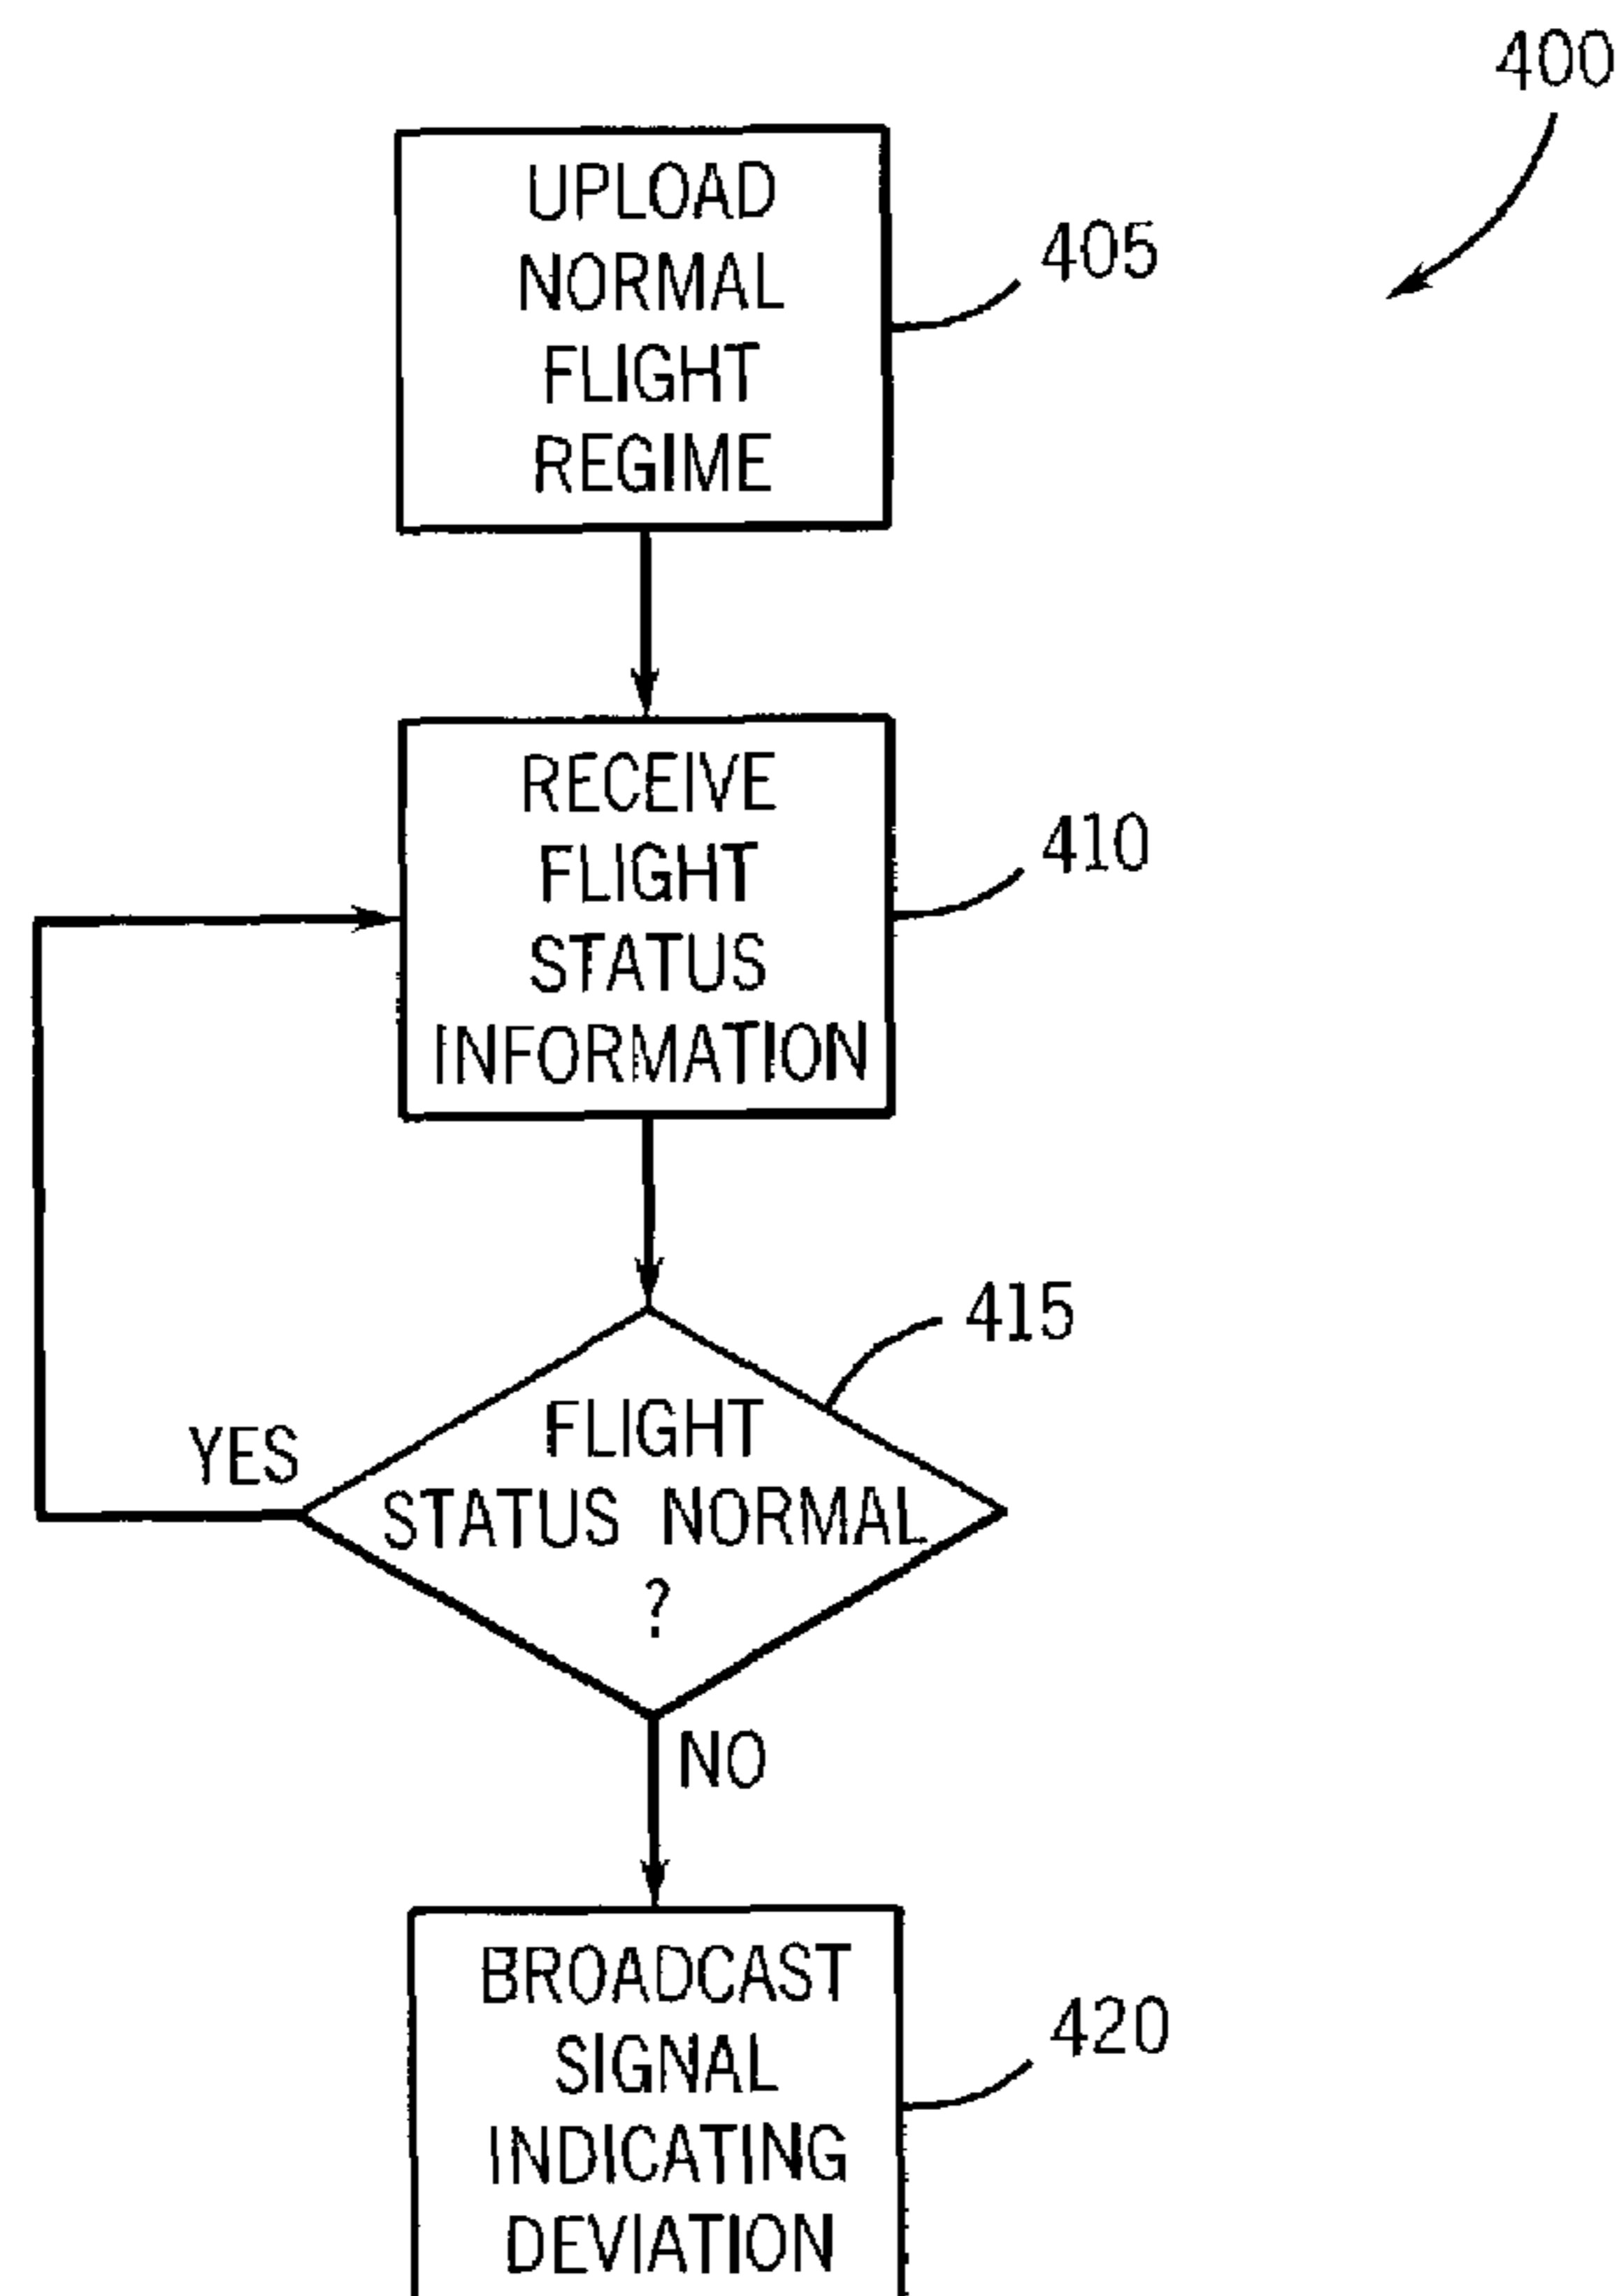 400
UPLOAD
NORMAL
FLIGHT
REGIME
405
RECEIVE
FLIGHT
STATUS
INFORMATION
410
415
FLIGHT
STATUS NORMAL
?
YES
NO
BROADCAST
SIGNAL
INDICATING
DEVIATION
420